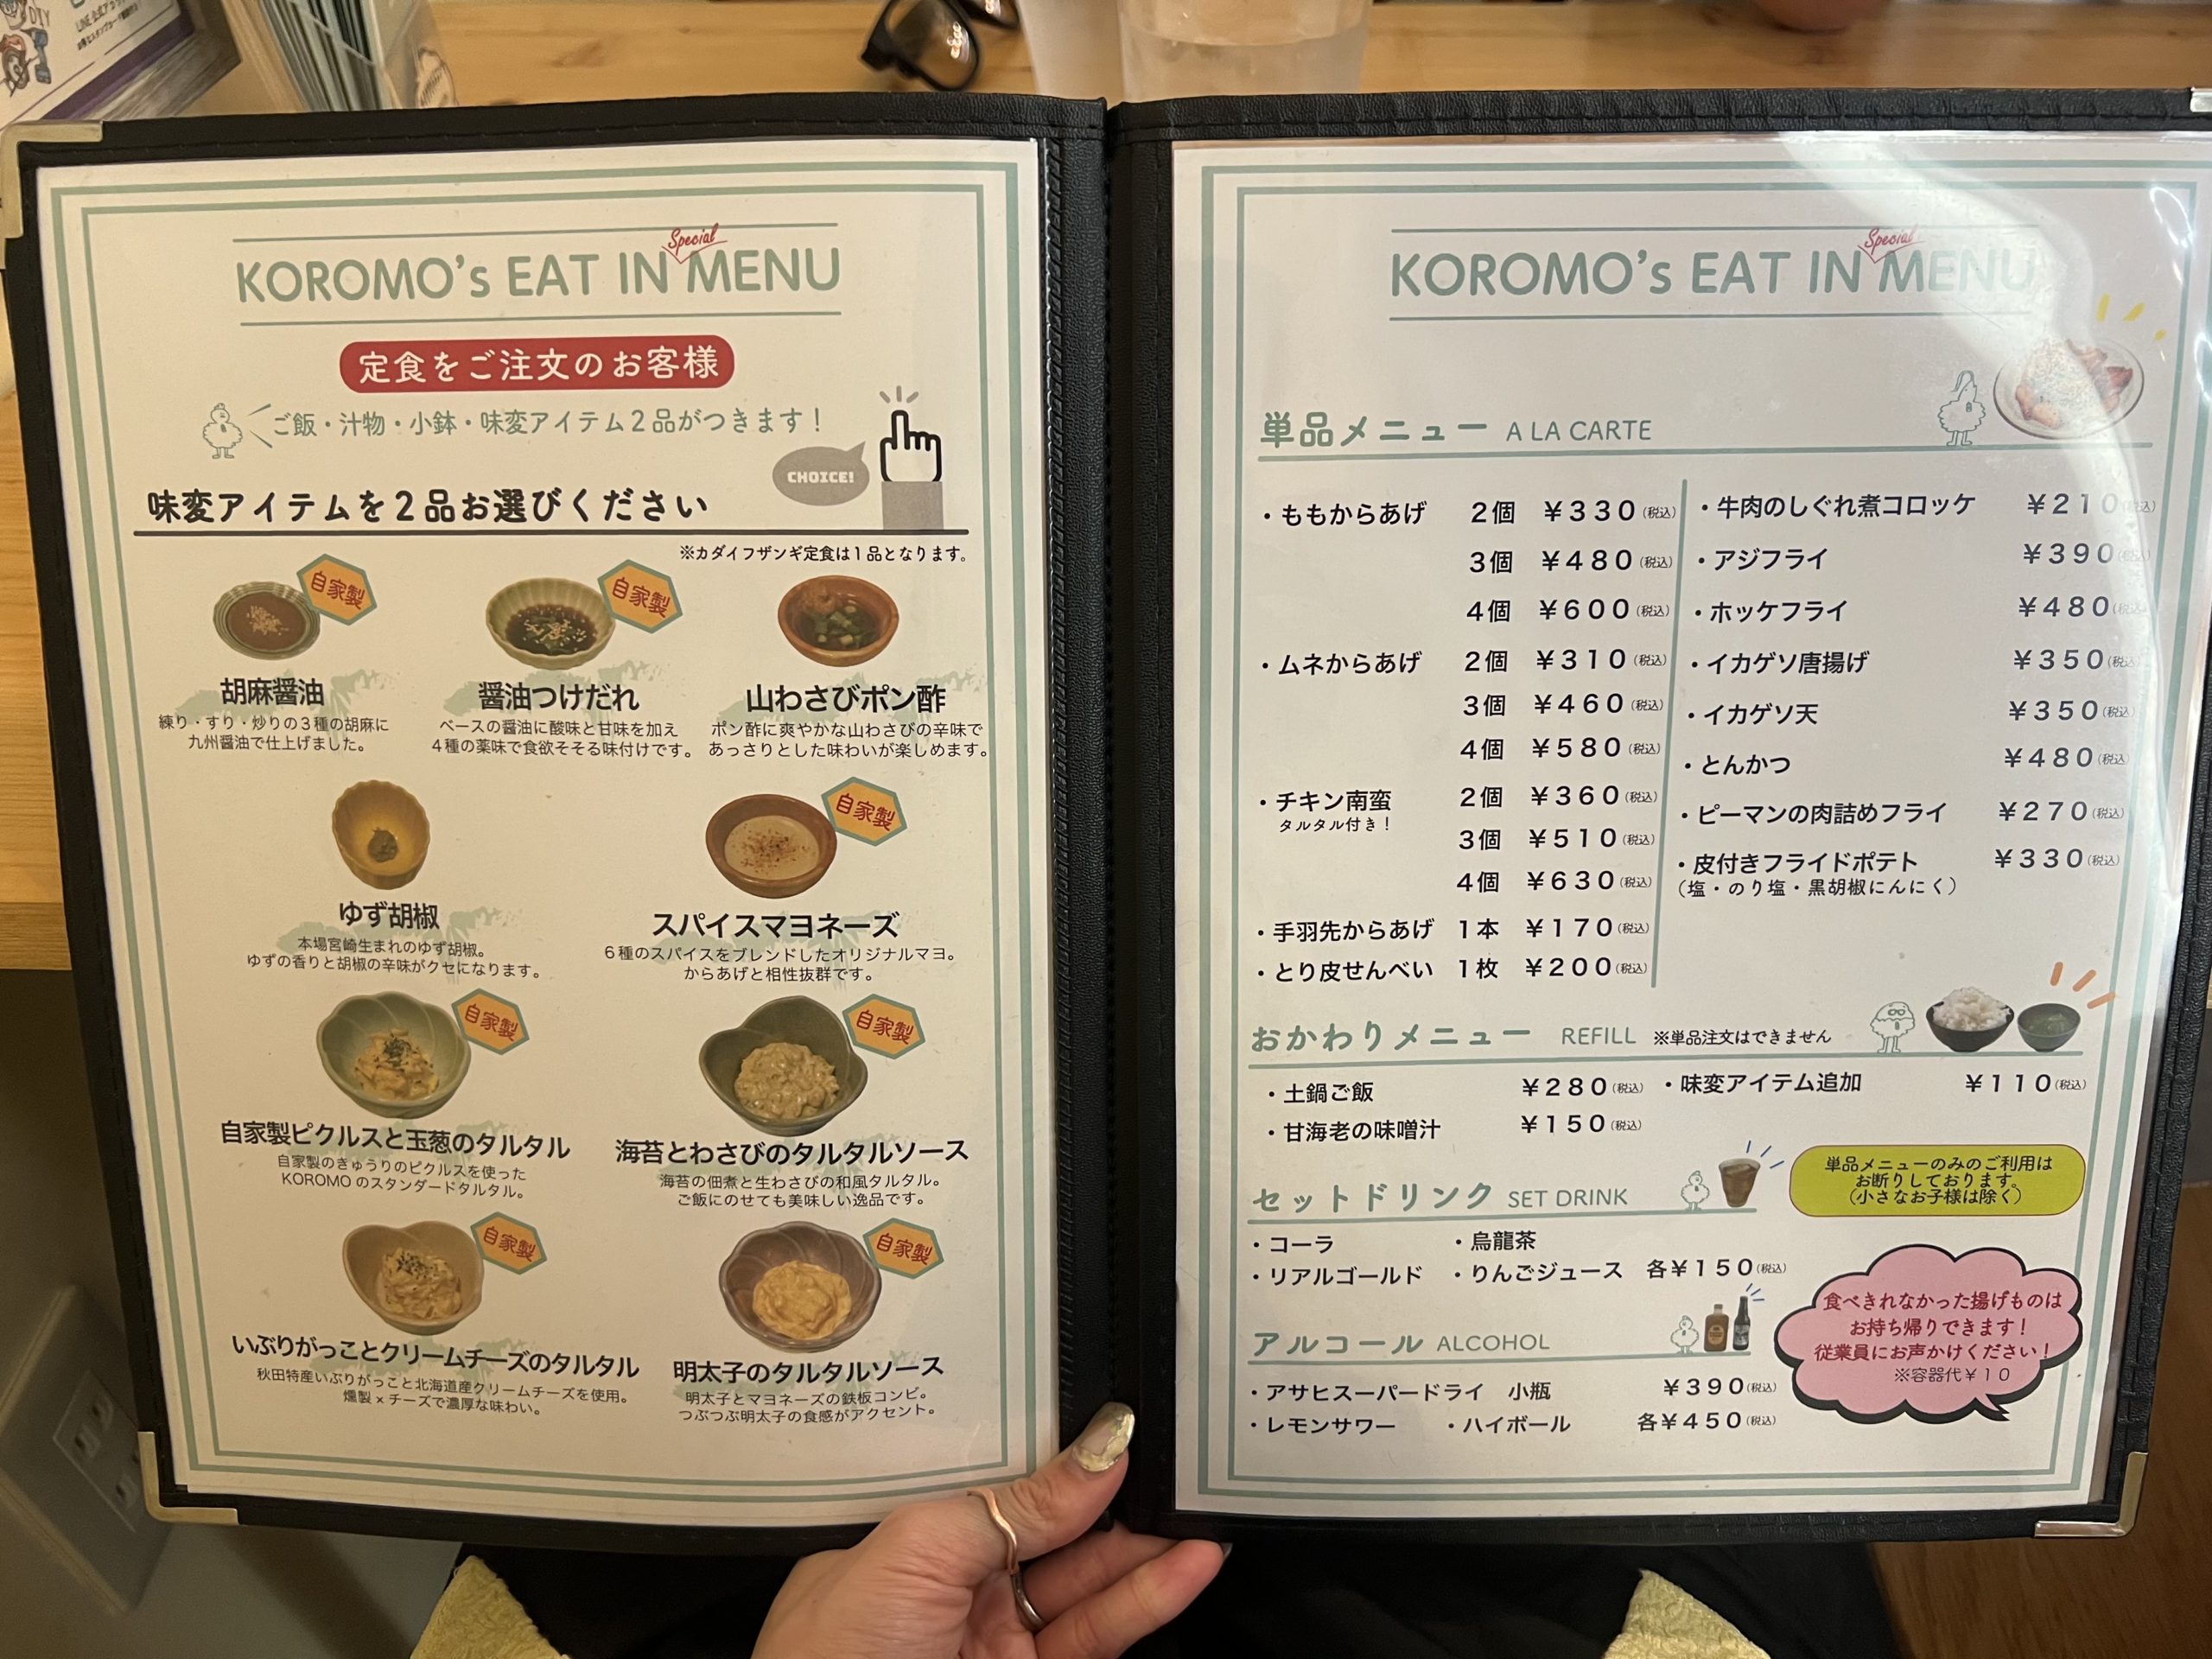 DIY
LINE
KOROMO's EAT IN MENU
Special
定食をご注文のお客様
ご飯・汁物・小鉢・味変アイテム2品がつきます！
CHOICE!
味変アイテムを2品お選びください
※カダイフザンギ定食は1品となります。
自家製
胡麻醤油
練り・すり・炒りの3種の胡麻に
九州醤油で仕上げました。
自家製
醤油つけだれ
ベースの醤油に酸味と甘味を加え
4種の薬味で食欲そそる味付けです。
山わさびポン酢
ポン酢に爽やかな山わさびの辛味で
あっさりとした味わいが楽しめます。
ゆず胡椒
本場宮崎生まれのゆず胡椒。
ゆずの香りと胡椒の辛味がクセになります。
自家製
スパイスマヨネーズ
6種のスパイスをブレンドしたオリジナルマヨ。
からあげと相性抜群です。
自家製
自家製ピクルスと玉葱のタルタル
自家製のきゅうりのピクルスを使った
KOROMOのスタンダードタルタル。
自家製
海苔とわさびのタルタルソース
海苔の佃煮と生わさびの和風タルタル。
ご飯にのせても美味しい逸品です。
自家製
いぶりがっことクリームチーズのタルタル
秋田特産いぶりがっこと北海道産クリームチーズを使用。
燻製×チーズで濃厚な味わい。
自家製
明太子のタルタルソース
明太子とマヨネーズの鉄板コンビ。
つぶつぶ明太子の食感がアクセント。
KOROMO's EAT IN MENU
Special
単品メニュー A LA CARTE
・ももからあげ 2個 ￥330(税込)
3個 ￥480(税込)
4個 ￥600(税込)
・ムネからあげ 2個 ￥310(税込)
3個 ￥460(税込)
4個 ￥580(税込)
・チキン南蛮 2個 ￥360(税込)
タルタル付き！
3個 ￥510(税込)
4個 ￥630(税込)
・手羽先からあげ 1本 ￥170(税込)
・とり皮せんべい 1枚 ￥200(税込)
・牛肉のしぐれ煮コロッケ ￥210(税込)
・アジフライ ￥390(税込)
・ホッケフライ ￥480(税込)
・イカゲソ唐揚げ ￥350(税込)
・イカゲソ天 ￥350(税込)
・とんかつ ￥480(税込)
・ピーマンの肉詰めフライ ￥270(税込)
・皮付きフライドポテト ￥330(税込)
（塩・のり塩・黒胡椒にんにく）
おかわりメニュー REFILL ※単品注文はできません
・土鍋ご飯 ￥280(税込)
・味変アイテム追加 ￥110(税込)
・甘海老の味噌汁 ￥150(税込)
単品メニューのみのご利用は
お断りしております。
（小さなお子様は除く）
セットドリンク SET DRINK
・コーラ ・烏龍茶
・リアルゴールド ・りんごジュース 各￥150(税込)
食べきれなかった揚げものは
お持ち帰りできます！
従業員にお声かけください！
※容器代￥10
アルコール ALCOHOL
・アサヒスーパードライ 小瓶 ￥390(税込)
・レモンサワー ・ハイボール 各￥450(税込)